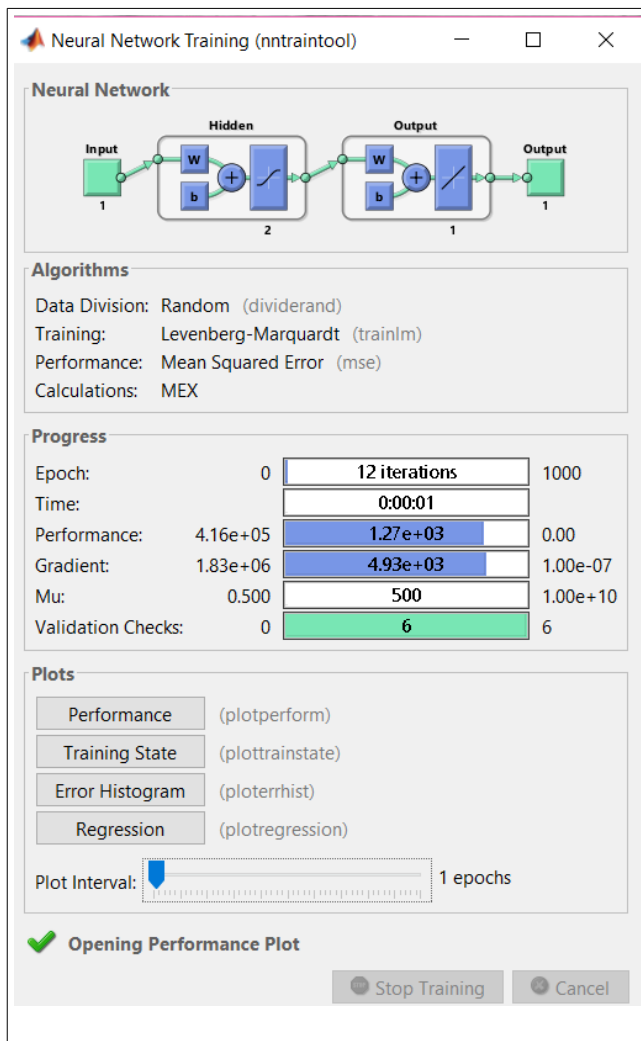 Neural Network Training (nntraintool)
Neural Network
Hidden Output
Input Output
W W
b b
1 2 1 1
Algorithms
Data Division: Random (dividerand)
Training: Levenberg-Marquardt (trainlm)
Performance: Mean Squared Error (mse)
Calculations: MEX
Progress
Epoch: 0 12 iterations 1000
Time: 0:00:01
Performance: 4.16e+05 1.27e+03 0.00
Gradient: 1.83e+06 4.93e+03 1.00e-07
Mu: 0.500 500 1.00e+10
Validation Checks: 0 6 6
Plots
Performance (plotperform)
Training State (plottrainstate)
Error Histogram (ploterrhist)
Regression (plotregression)
Plot Interval: 1 epochs
Opening Performance Plot
Stop Training Cancel